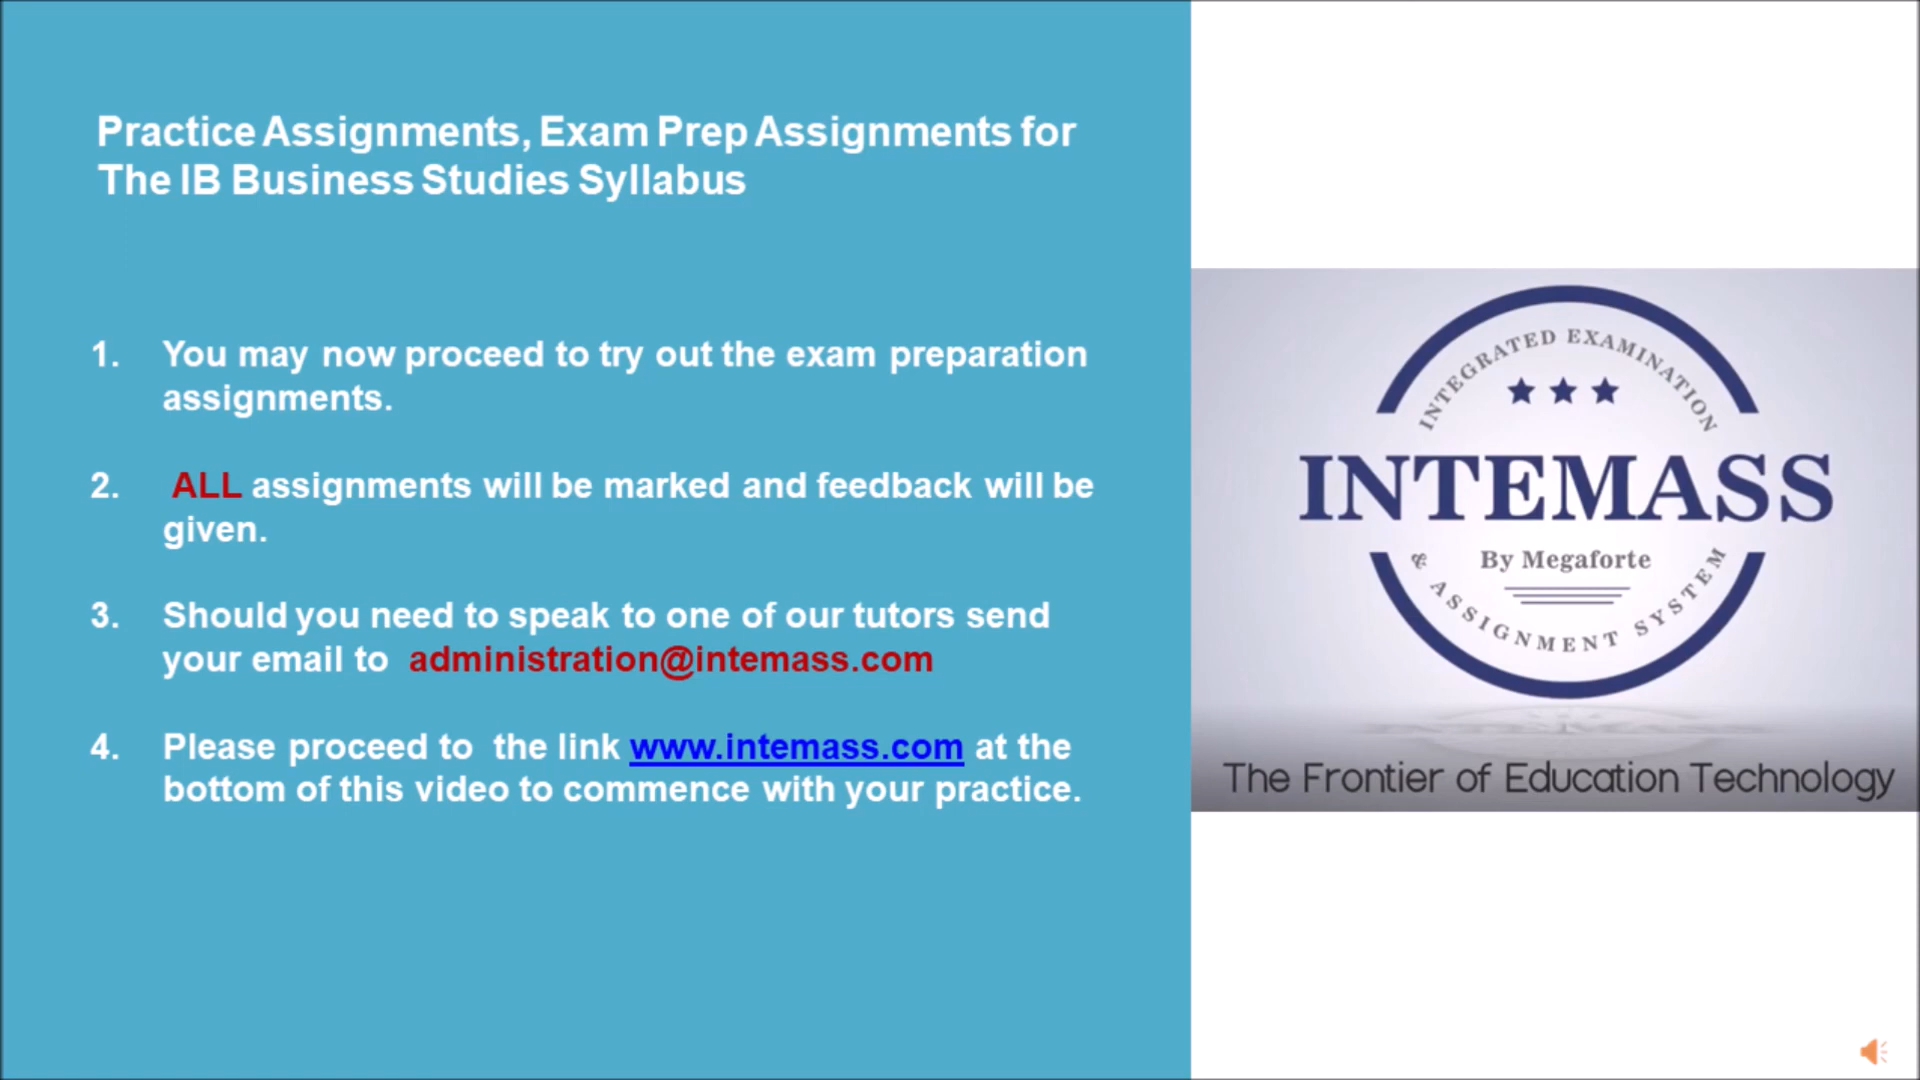 Practice Assignments, Exam Prep Assignments for
The IB Business Studies Syllabus
1. You may now proceed to try out the exam preparation
assignments.
2. ALL assignments will be marked and feedback will be
given.
3. Should you need to speak to one of our tutors send
your email to administration@intemass.com
4. Please proceed to the link www.intemass.com at the
bottom of this video to commence with your practice.
INTEGRATED EXAMINATION
INTEMASS
By Megaforte
& ASSIGNMENT SYSTEM
The Frontier of Education Technology